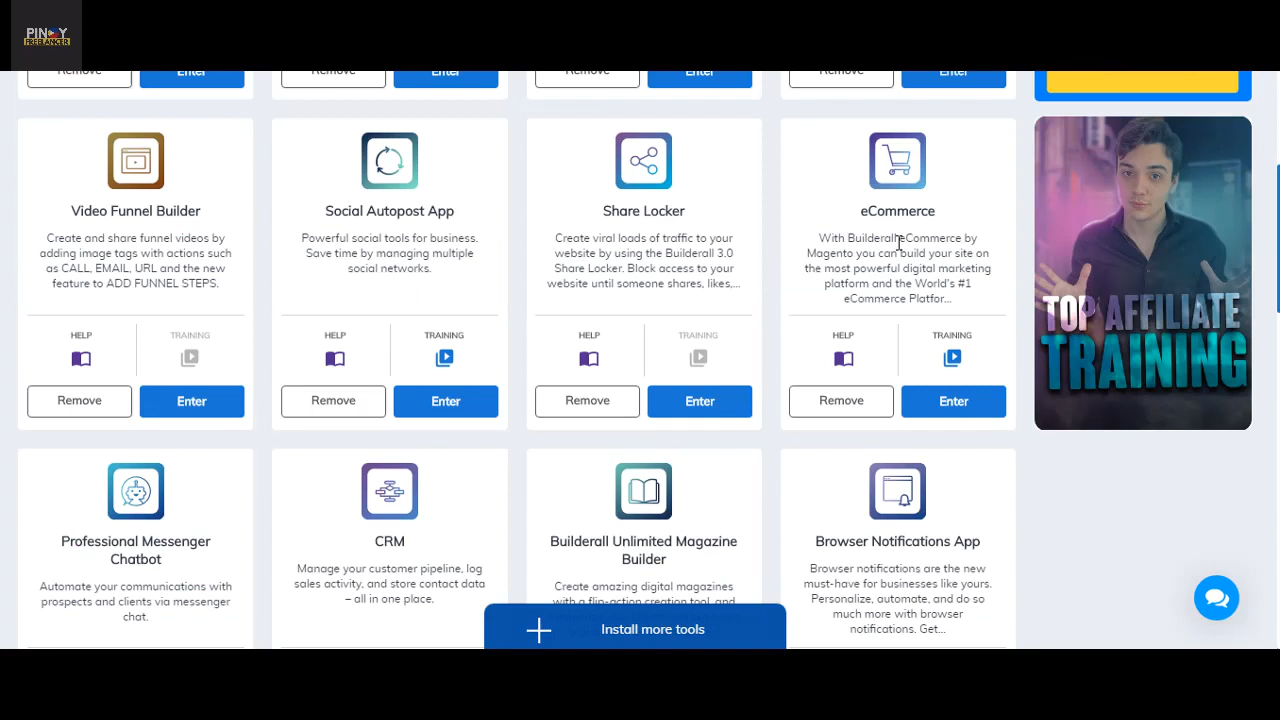 PINOY
FREELANCER
Remove
Enter
Remove
Enter
Remove
Enter
Remove
Enter
Video Funnel Builder
Create and share funnel videos by
adding image tags with actions such
as CALL, EMAIL, URL and the new
feature to ADD FUNNEL STEPS.
HELP
TRAINING
Remove
Enter
Social Autopost App
Powerful social tools for business.
Save time by managing multiple
social networks.
HELP
TRAINING
Remove
Enter
Share Locker
Create viral loads of traffic to your
website by using the Builderall 3.0
Share Locker. Block access to your
website until someone shares, likes,...
HELP
TRAINING
Remove
Enter
eCommerce
With Builderall eCommerce by
Magento you can build your site on
the most powerful digital marketing
platform and the World's #1
eCommerce Platfor...
HELP
TRAINING
Remove
Enter
TOP AFFILIATE
TRAINING
Professional Messenger
Chatbot
Automate your communications with
prospects and clients via messenger
chat.
CRM
Manage your customer pipeline, log
sales activity, and store contact data
– all in one place.
Builderall Unlimited Magazine
Builder
Create amazing digital magazines
with a flip-action creation tool, and
Browser Notifications App
Browser notifications are the new
must-have for businesses like yours.
Personalize, automate, and do so
much more with browser
notifications. Get...
Install more tools